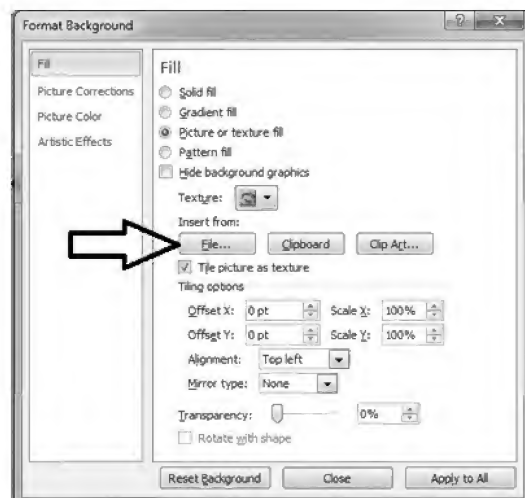 Format Background
Fill
Picture Corrections
Picture Color
Artistic Effects
Fill
Solid fill
Gradient fill
Picture or texture fill
Pattern fill
Hide background graphics
Texture:
Insert from:
File... Clipboard Clip Art...
Tile picture as texture
Tiling options
Offset X: 0 pt Scale X: 100%
Offset Y: 0 pt Scale Y: 100%
Alignment: Top left
Mirror type: None
Transparency: 0%
Rotate with shape
Reset Background Close Apply to All